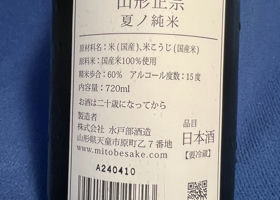 山形正宗
夏ノ純米
原材料名:米(国産)、米こうじ(国産米)
原料米:国産米100%使用
精米歩合:60% アルコール度数:15度
内容量:720ml
お酒は二十歳になってから
製造者
株式会社 水戸部酒造
山形県天童市原町乙7番地
www.mitobesake.com
品目
日本酒
【要冷蔵】
A240410